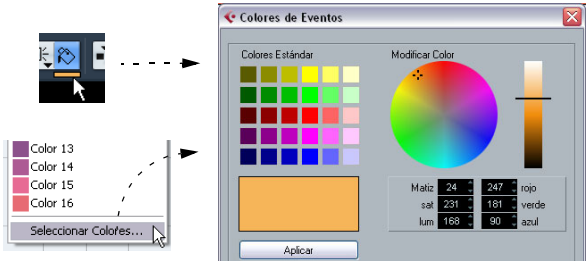 Colores de Eventos
Colores Estándar
Modificar Color
Color 13
Color 14
Color 15
Color 16
Seleccionar Colores...
Matiz 24 247 rojo
sat 231 181 verde
lum 168 90 azul
Aplicar